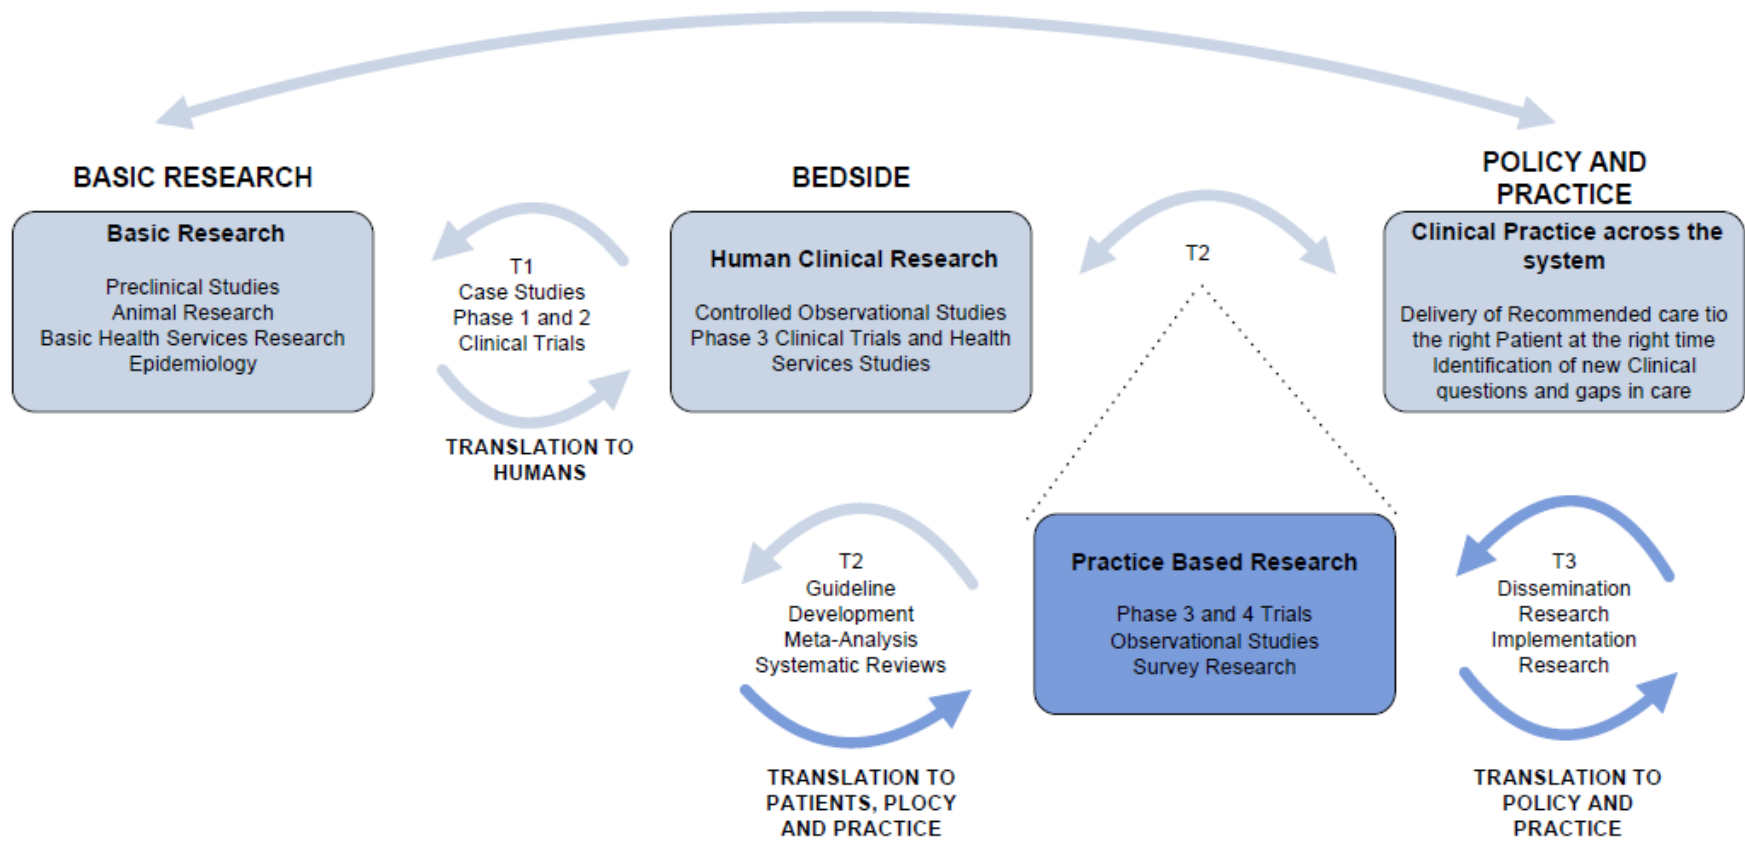 BASIC RESEARCH
BEDSIDE
POLICY AND
PRACTICE
Basic Research
Preclinical Studies
Animal Research
Basic Health Services Research
Epidemiology
T1
Case Studies
Phase 1 and 2
Clinical Trials
TRANSLATION TO
HUMANS
Human Clinical Research
Controlled Observational Studies
Phase 3 Clinical Trials and Health
Services Studies
T2
Clinical Practice across the
system
Delivery of Recommended care tio
the right Patient at the right time
Identification of new Clinical
questions and gaps in care
T2
Guideline
Development
Meta-Analysis
Systematic Reviews
TRANSLATION TO
PATIENTS, PLOCY
AND PRACTICE
Practice Based Research
Phase 3 and 4 Trials
Observational Studies
Survey Research
T3
Dissemination
Research
Implementation
Research
TRANSLATION TO
POLICY AND
PRACTICE